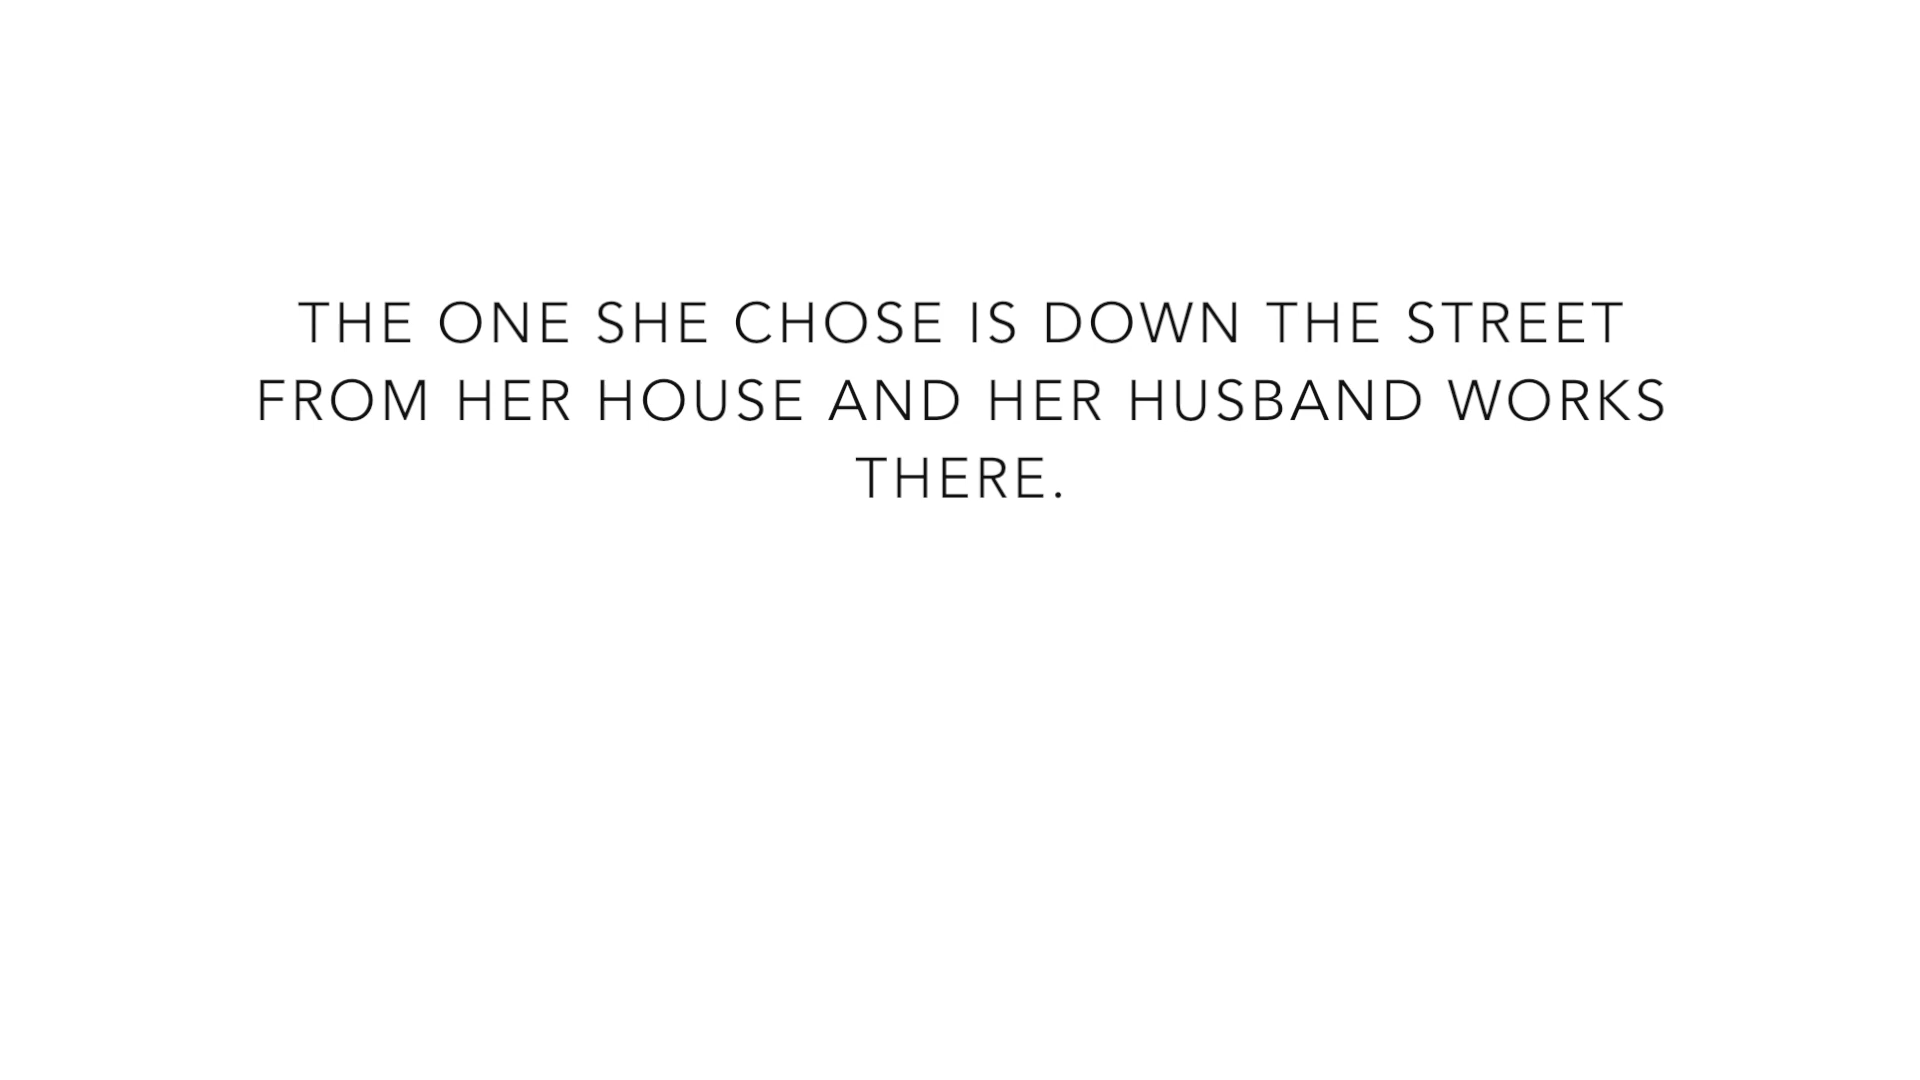 THE ONE SHE CHOSE IS DOWN THE STREET
FROM HER HOUSE AND HER HUSBAND WORKS
THERE.